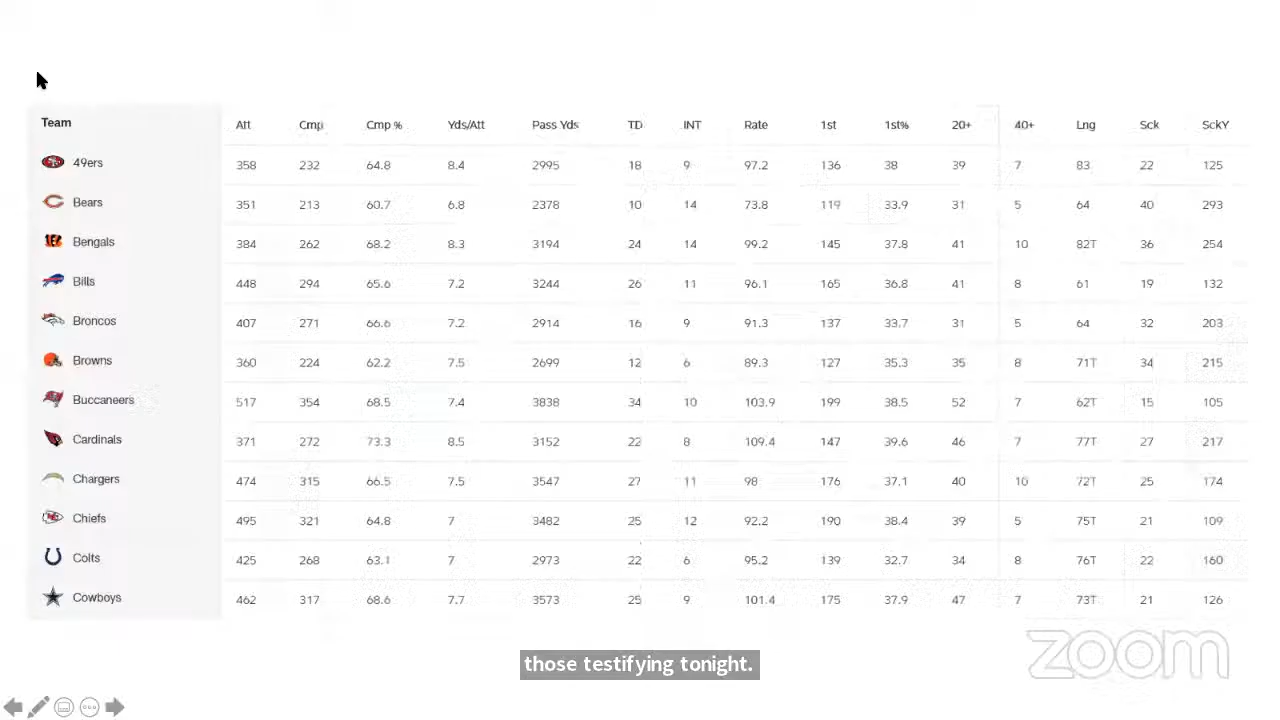 Team Att Cmp Cmp % Yds/Att Pass Yds TD INT Rate 1st 1st% 20+ 40+ Lng Sck SckY
49ers 358 232 64.8 8.4 2995 18 9 97.2 136 38 39 7 83 22 125
Bears 351 213 60.7 6.8 2378 10 14 73.8 119 33.9 31 5 64 40 293
Bengals 384 262 68.2 8.3 3194 24 14 99.2 145 37.8 41 10 82T 36 254
Bills 448 294 65.6 7.2 3244 26 11 96.1 165 36.8 41 8 61 19 132
Broncos 407 271 66.6 7.2 2914 16 9 91.3 137 33.7 31 5 64 32 203
Browns 360 224 62.2 7.5 2699 12 6 89.3 127 35.3 35 8 71T 34 215
Buccaneers 517 354 68.5 7.4 3838 34 10 103.9 199 38.5 52 7 62T 15 105
Cardinals 371 272 73.3 8.5 3152 22 8 109.4 147 39.6 46 7 77T 27 217
Chargers 474 315 66.5 7.5 3547 27 11 98 176 37.1 40 10 72T 25 174
Chiefs 495 321 64.8 7 3482 25 12 92.2 190 38.4 39 5 75T 21 109
Colts 425 268 63.1 7 2973 22 6 95.2 139 32.7 34 8 76T 22 160
Cowboys 462 317 68.6 7.7 3573 25 9 101.4 175 37.9 47 7 73T 21 126
those testifying tonight.
zoom